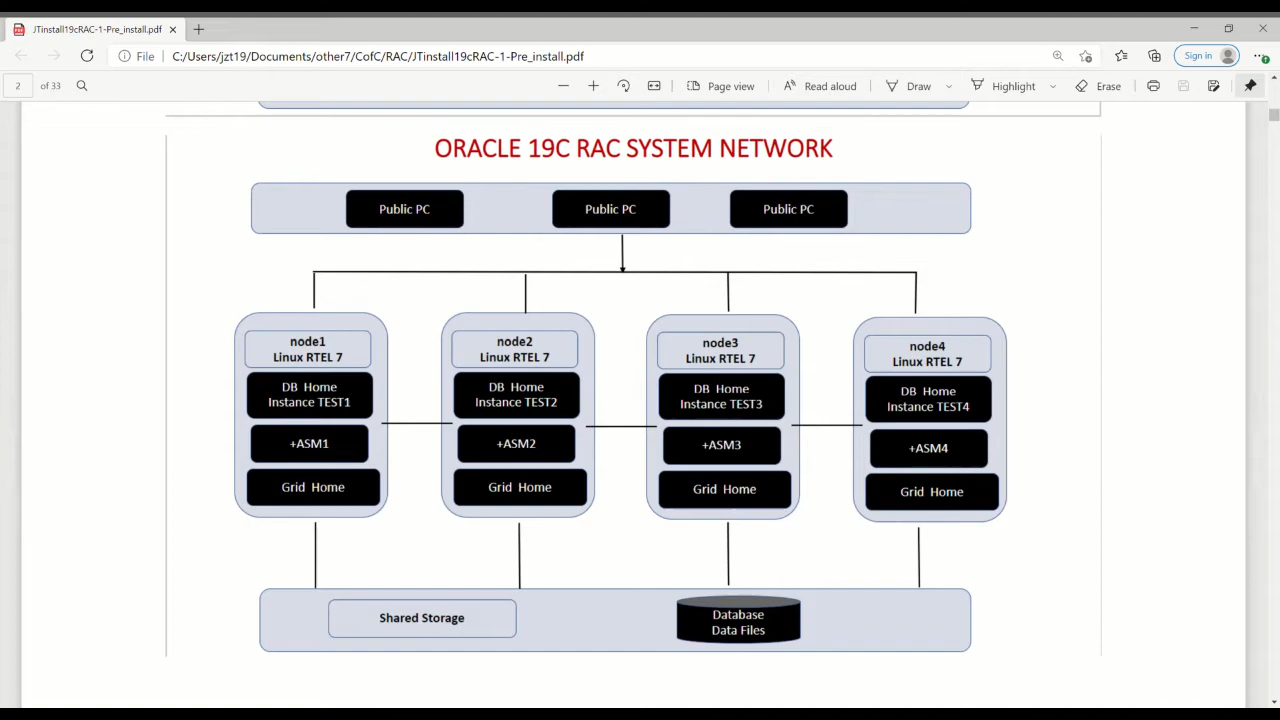 JTinstall19cRAC-1-Pre_install.pdf
File
C:/Users/jzt19/Documents/other7/CofC/RAC/JTinstall19cRAC-1-Pre_install.pdf
Sign in
2 of 33
Page view
Read aloud
Draw
Highlight
Erase
ORACLE 19C RAC SYSTEM NETWORK
Public PC
Public PC
Public PC
node1
Linux RTEL 7
DB Home
Instance TEST1
+ASM1
Grid Home
node2
Linux RTEL 7
DB Home
Instance TEST2
+ASM2
Grid Home
node3
Linux RTEL 7
DB Home
Instance TEST3
+ASM3
Grid Home
node4
Linux RTEL 7
DB Home
Instance TEST4
+ASM4
Grid Home
Shared Storage
Database
Data Files